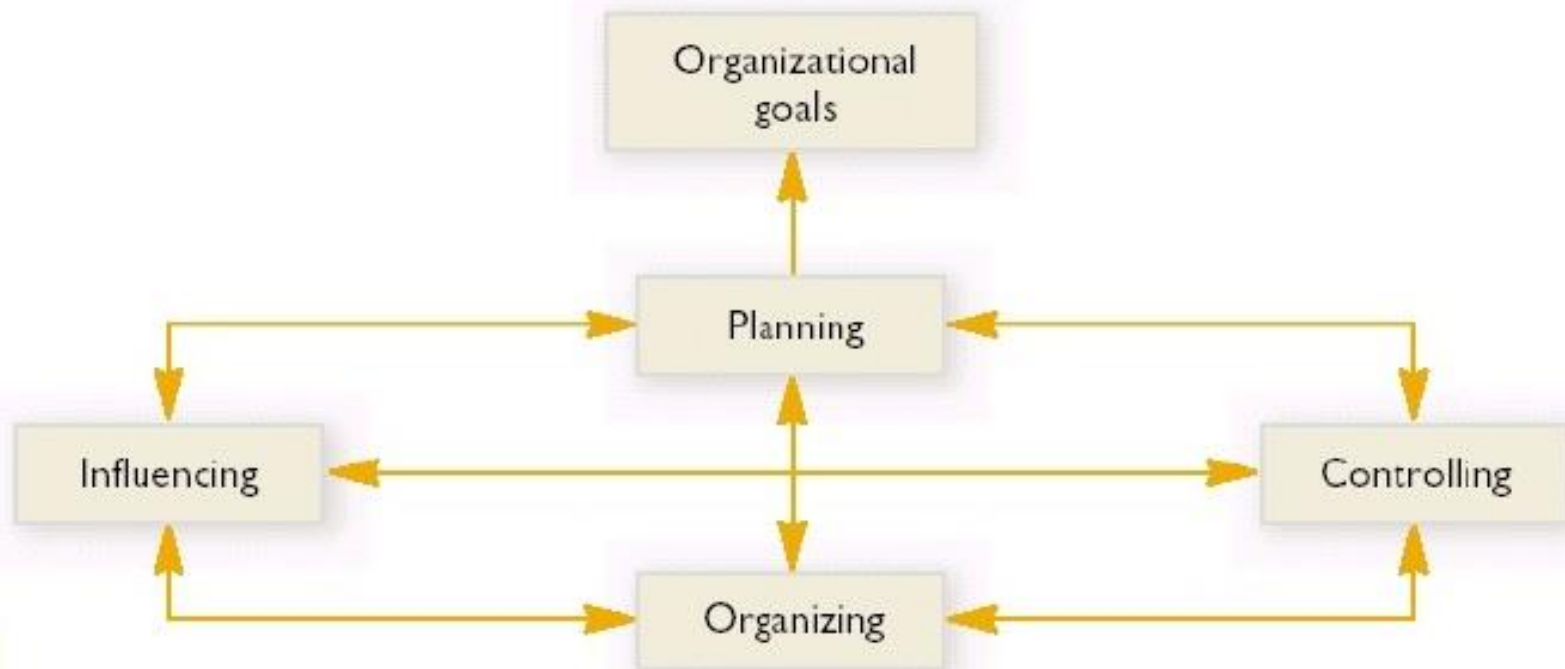 Organizational
goals
Planning
Influencing
Controlling
Organizing